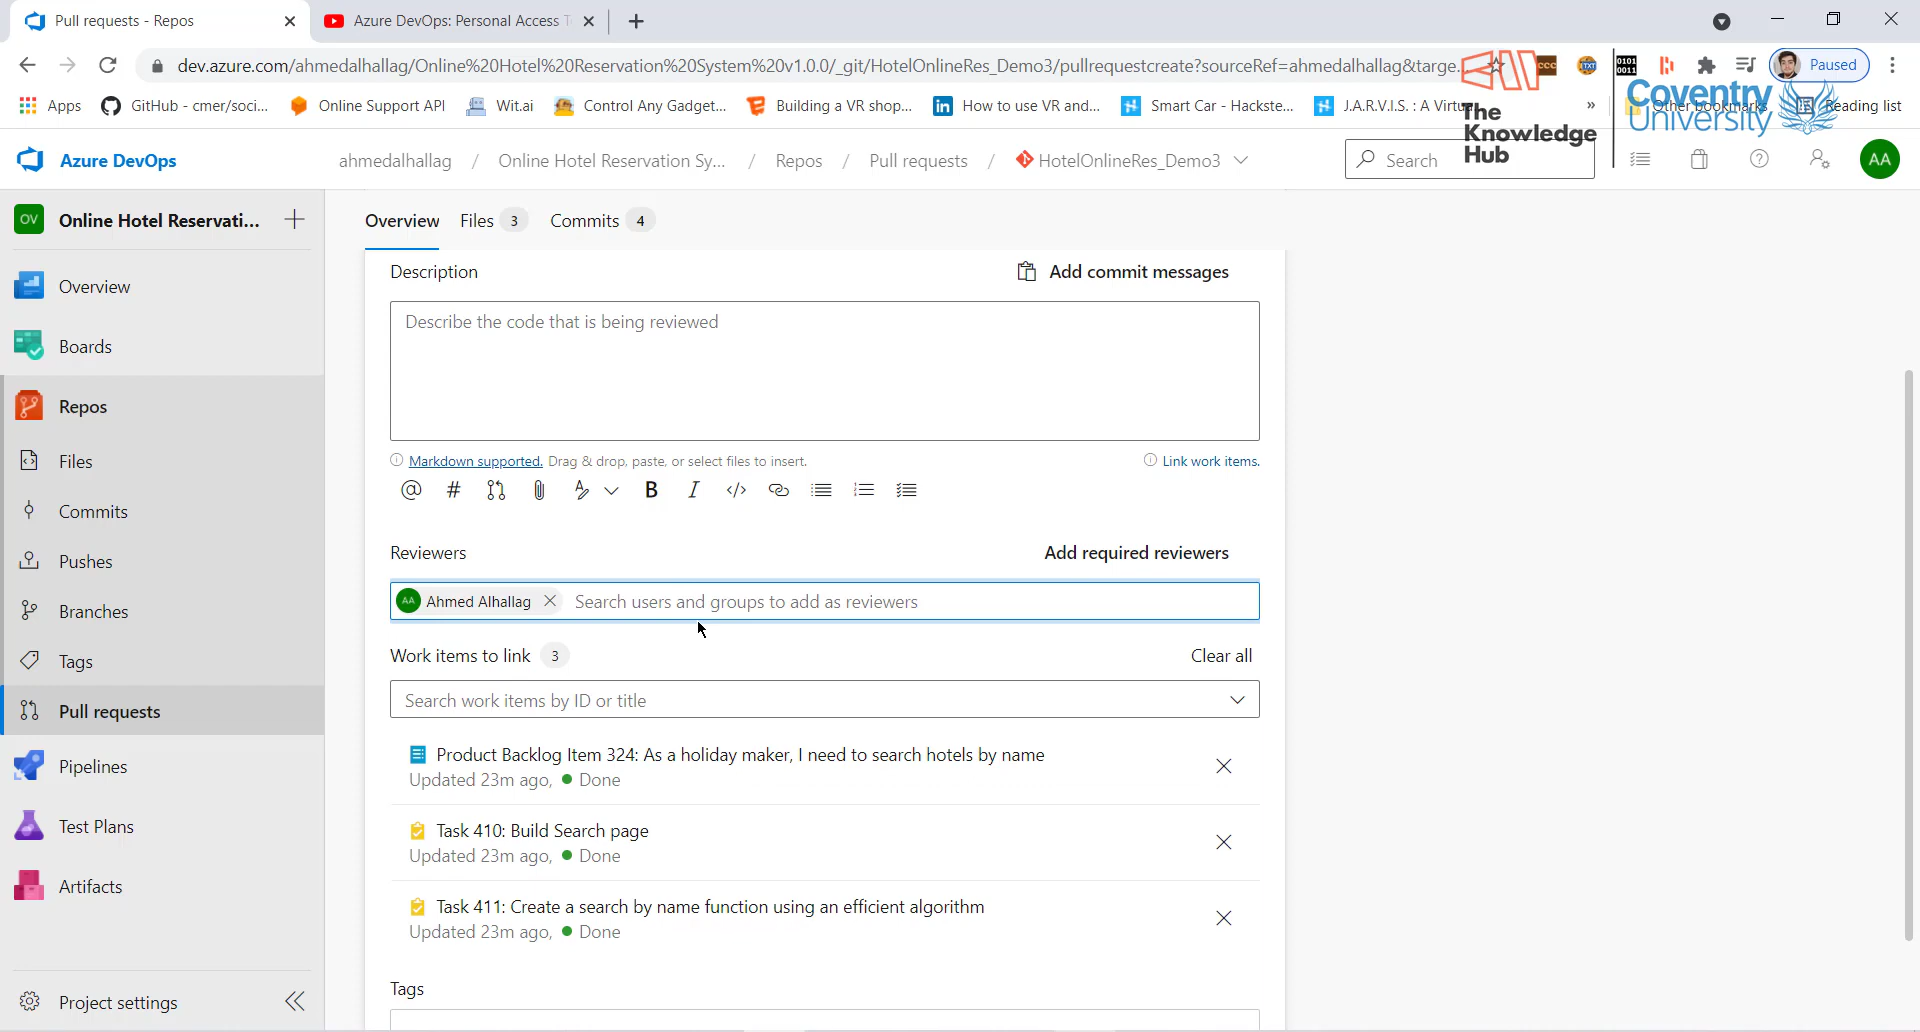 Pull requests - Repos
Azure DevOps: Personal Access T
dev.azure.com/ahmedalhallag/Online%20Hotel%20Reservation%20System%20v1.0.0/_git/HotelOnlineRes_Demo3/pullrequestcreate?sourceRef=ahmedalhallag&targe...
Paused
Apps
GitHub - cmer/soci...
Online Support API
Wit.ai
Control Any Gadget...
Building a VR shop...
How to use VR and...
Smart Car - Hackste...
J.A.R.V.I.S. : A Virtua
»
Other bookmarks
Reading list
The
Knowledge
Hub
Coventry
University
Azure DevOps
ahmedalhallag / Online Hotel Reservation Sy... / Repos / Pull requests / HotelOnlineRes_Demo3
Search
AA
OV Online Hotel Reservati...
Overview
Boards
Repos
Files
Commits
Pushes
Branches
Tags
Pull requests
Pipelines
Test Plans
Artifacts
Project settings
Overview Files 3 Commits 4
Description
Add commit messages
Describe the code that is being reviewed
Markdown supported. Drag & drop, paste, or select files to insert.
Link work items.
Reviewers
Add required reviewers
AA Ahmed Alhallag Search users and groups to add as reviewers
Work items to link 3
Clear all
Search work items by ID or title
Product Backlog Item 324: As a holiday maker, I need to search hotels by name
Updated 23m ago, Done
Task 410: Build Search page
Updated 23m ago, Done
Task 411: Create a search by name function using an efficient algorithm
Updated 23m ago, Done
Tags